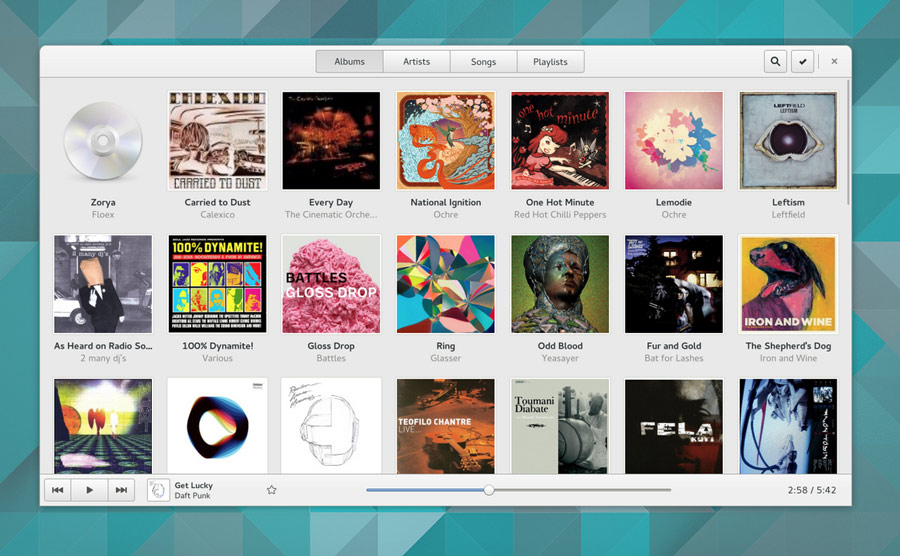 Albums
Artists
Songs
Playlists
CARRIED TO DUST
LEFTFIELD
LEFTISM
one hot minute
Zorya
Floex
Carried to Dust
Calexico
Every Day
The Cinematic Orche...
National Ignition
Ochre
One Hot Minute
Red Hot Chilli Peppers
Lemodie
Ochre
Leftism
Leftfield
2 many dj's
100% DYNAMITE!
BATTLES
GLOSS DROP
IRON AND WINE
As Heard on Radio So...
2 many dj's
100% Dynamite!
Various
Gloss Drop
Battles
Ring
Glasser
Odd Blood
Yeasayer
Fur and Gold
Bat for Lashes
The Shepherd's Dog
Iron and Wine
TEOFILO CHANTRE
LIVE...
Toumani
Diabate
FELA
KUTI
Get Lucky
Daft Punk
2:58 / 5:42